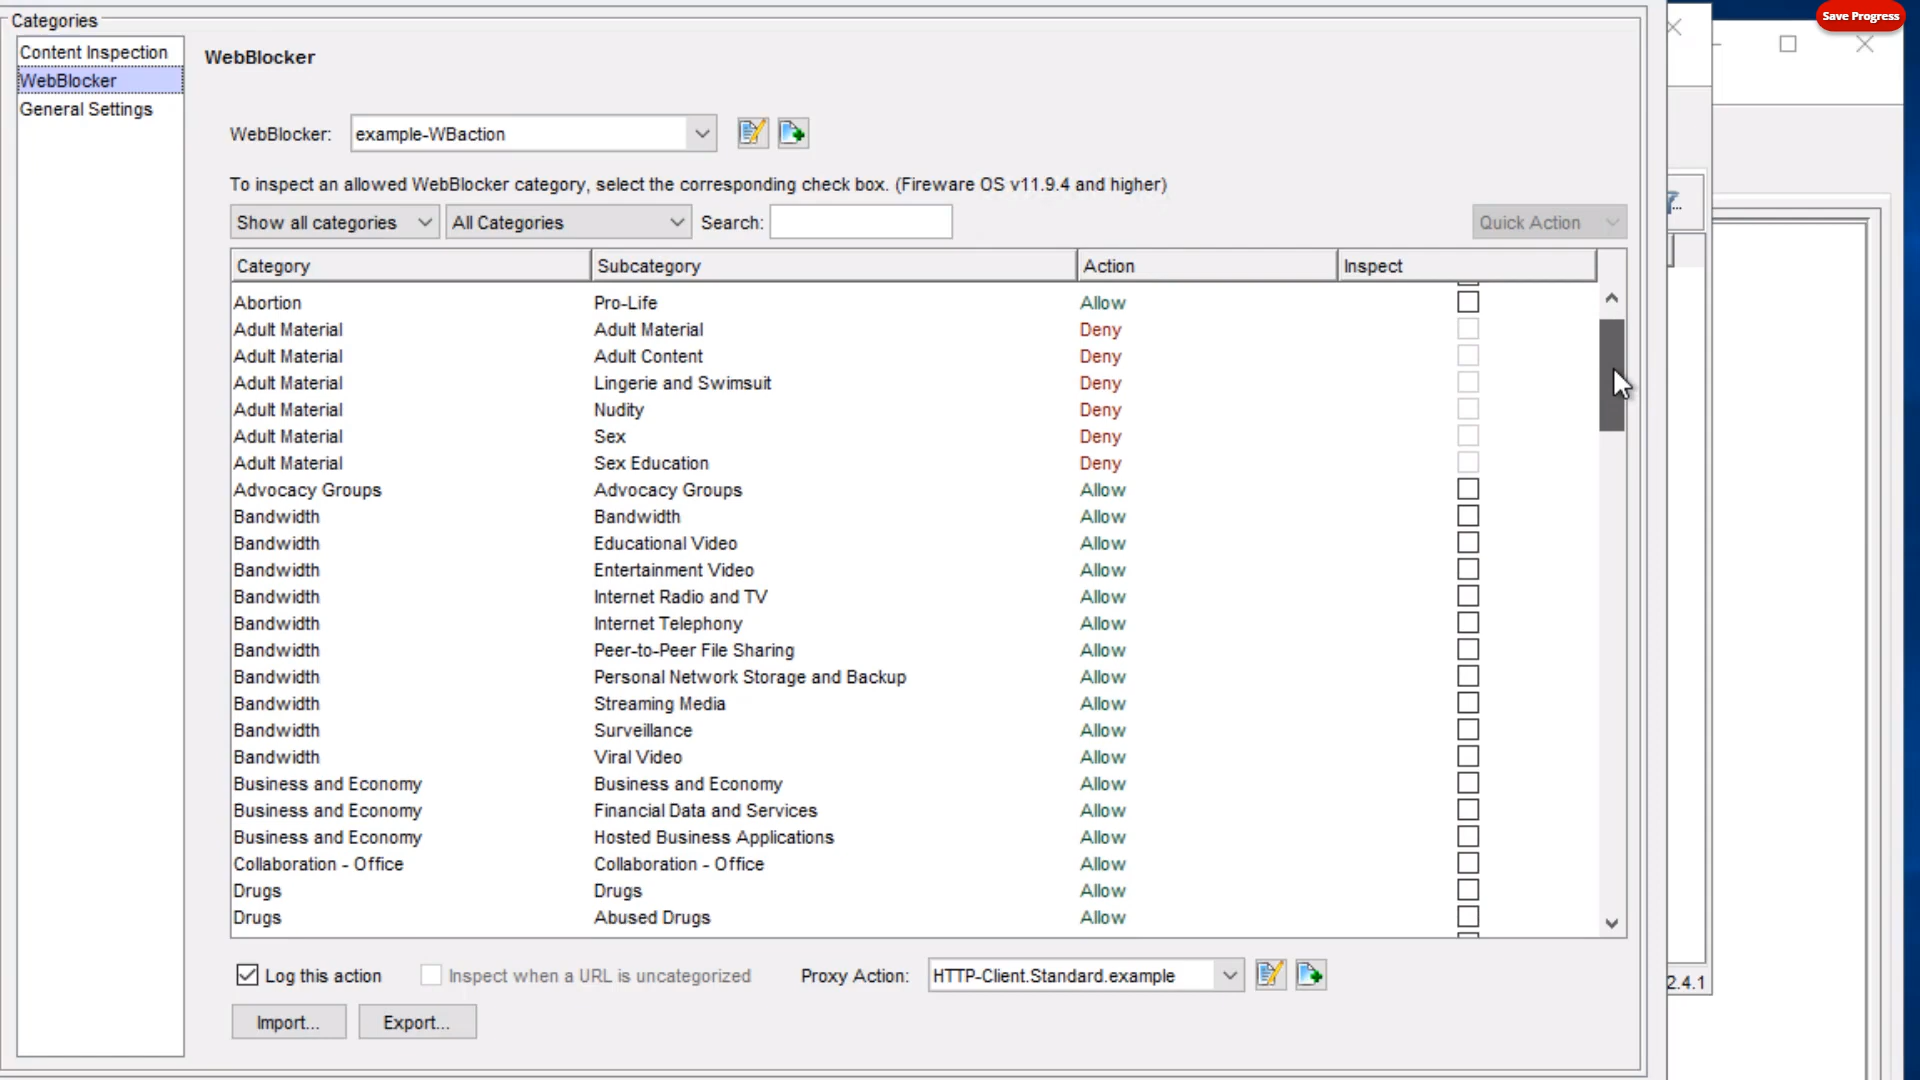 Save Progress
Categories
Content Inspection
WebBlocker
General Settings
WebBlocker
WebBlocker: example-WBaction
To inspect an allowed WebBlocker category, select the corresponding check box. (Fireware OS v11.9.4 and higher)
Show all categories All Categories Search: Quick Action
Category Subcategory Action Inspect
Abortion Pro-Life Allow
Adult Material Adult Material Deny
Adult Material Adult Content Deny
Adult Material Lingerie and Swimsuit Deny
Adult Material Nudity Deny
Adult Material Sex Deny
Adult Material Sex Education Deny
Advocacy Groups Advocacy Groups Allow
Bandwidth Bandwidth Allow
Bandwidth Educational Video Allow
Bandwidth Entertainment Video Allow
Bandwidth Internet Radio and TV Allow
Bandwidth Internet Telephony Allow
Bandwidth Peer-to-Peer File Sharing Allow
Bandwidth Personal Network Storage and Backup Allow
Bandwidth Streaming Media Allow
Bandwidth Surveillance Allow
Bandwidth Viral Video Allow
Business and Economy Business and Economy Allow
Business and Economy Financial Data and Services Allow
Business and Economy Hosted Business Applications Allow
Collaboration - Office Collaboration - Office Allow
Drugs Drugs Allow
Drugs Abused Drugs Allow
Log this action Inspect when a URL is uncategorized Proxy Action: HTTP-Client.Standard.example
2.4.1
Import... Export...